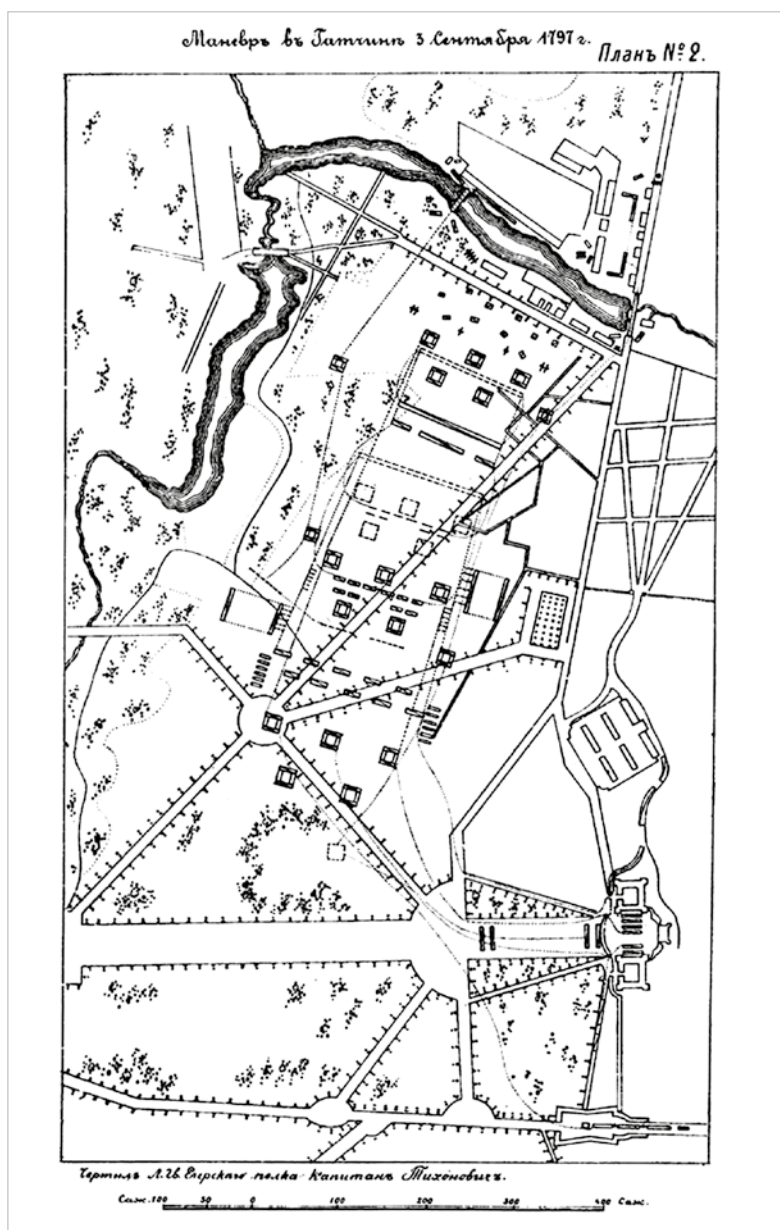 Маневръ въ Гатчинѣ 3 Сентября 1797 г.
Планъ № 2.
Чертилъ Л. Гв. Егерскаго полка Капитанъ Тихоновичъ.
Саж. 100 50 0 100 200 300 400 Саж.